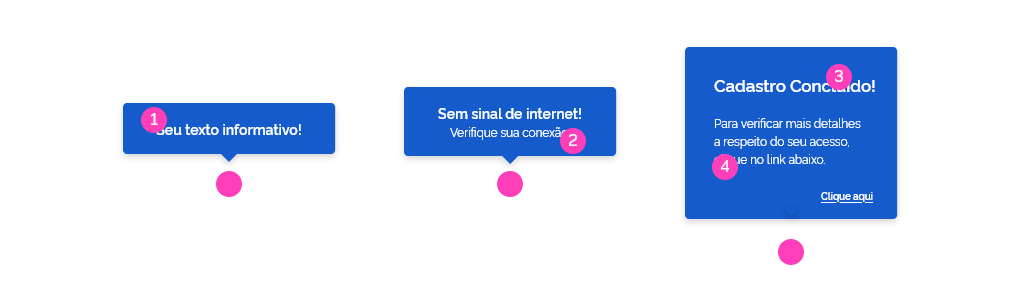 1
Seu texto informativo!
Sem sinal de internet!
Verifique sua conexão
2
3
Cadastro Concluído!
Para verificar mais detalhes
a respeito do seu acesso,
clique no link abaixo.
4
Clique aqui